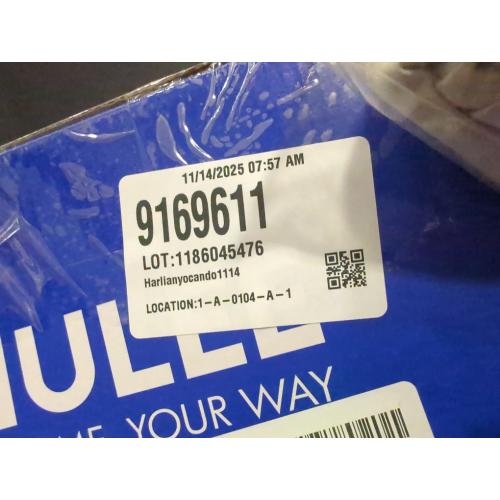 11/14/2025 07:57 AM
9169611
LOT:1186045476
Harlianyocando1114
LOCATION:1-A-0104-A-1
YOUR WAY